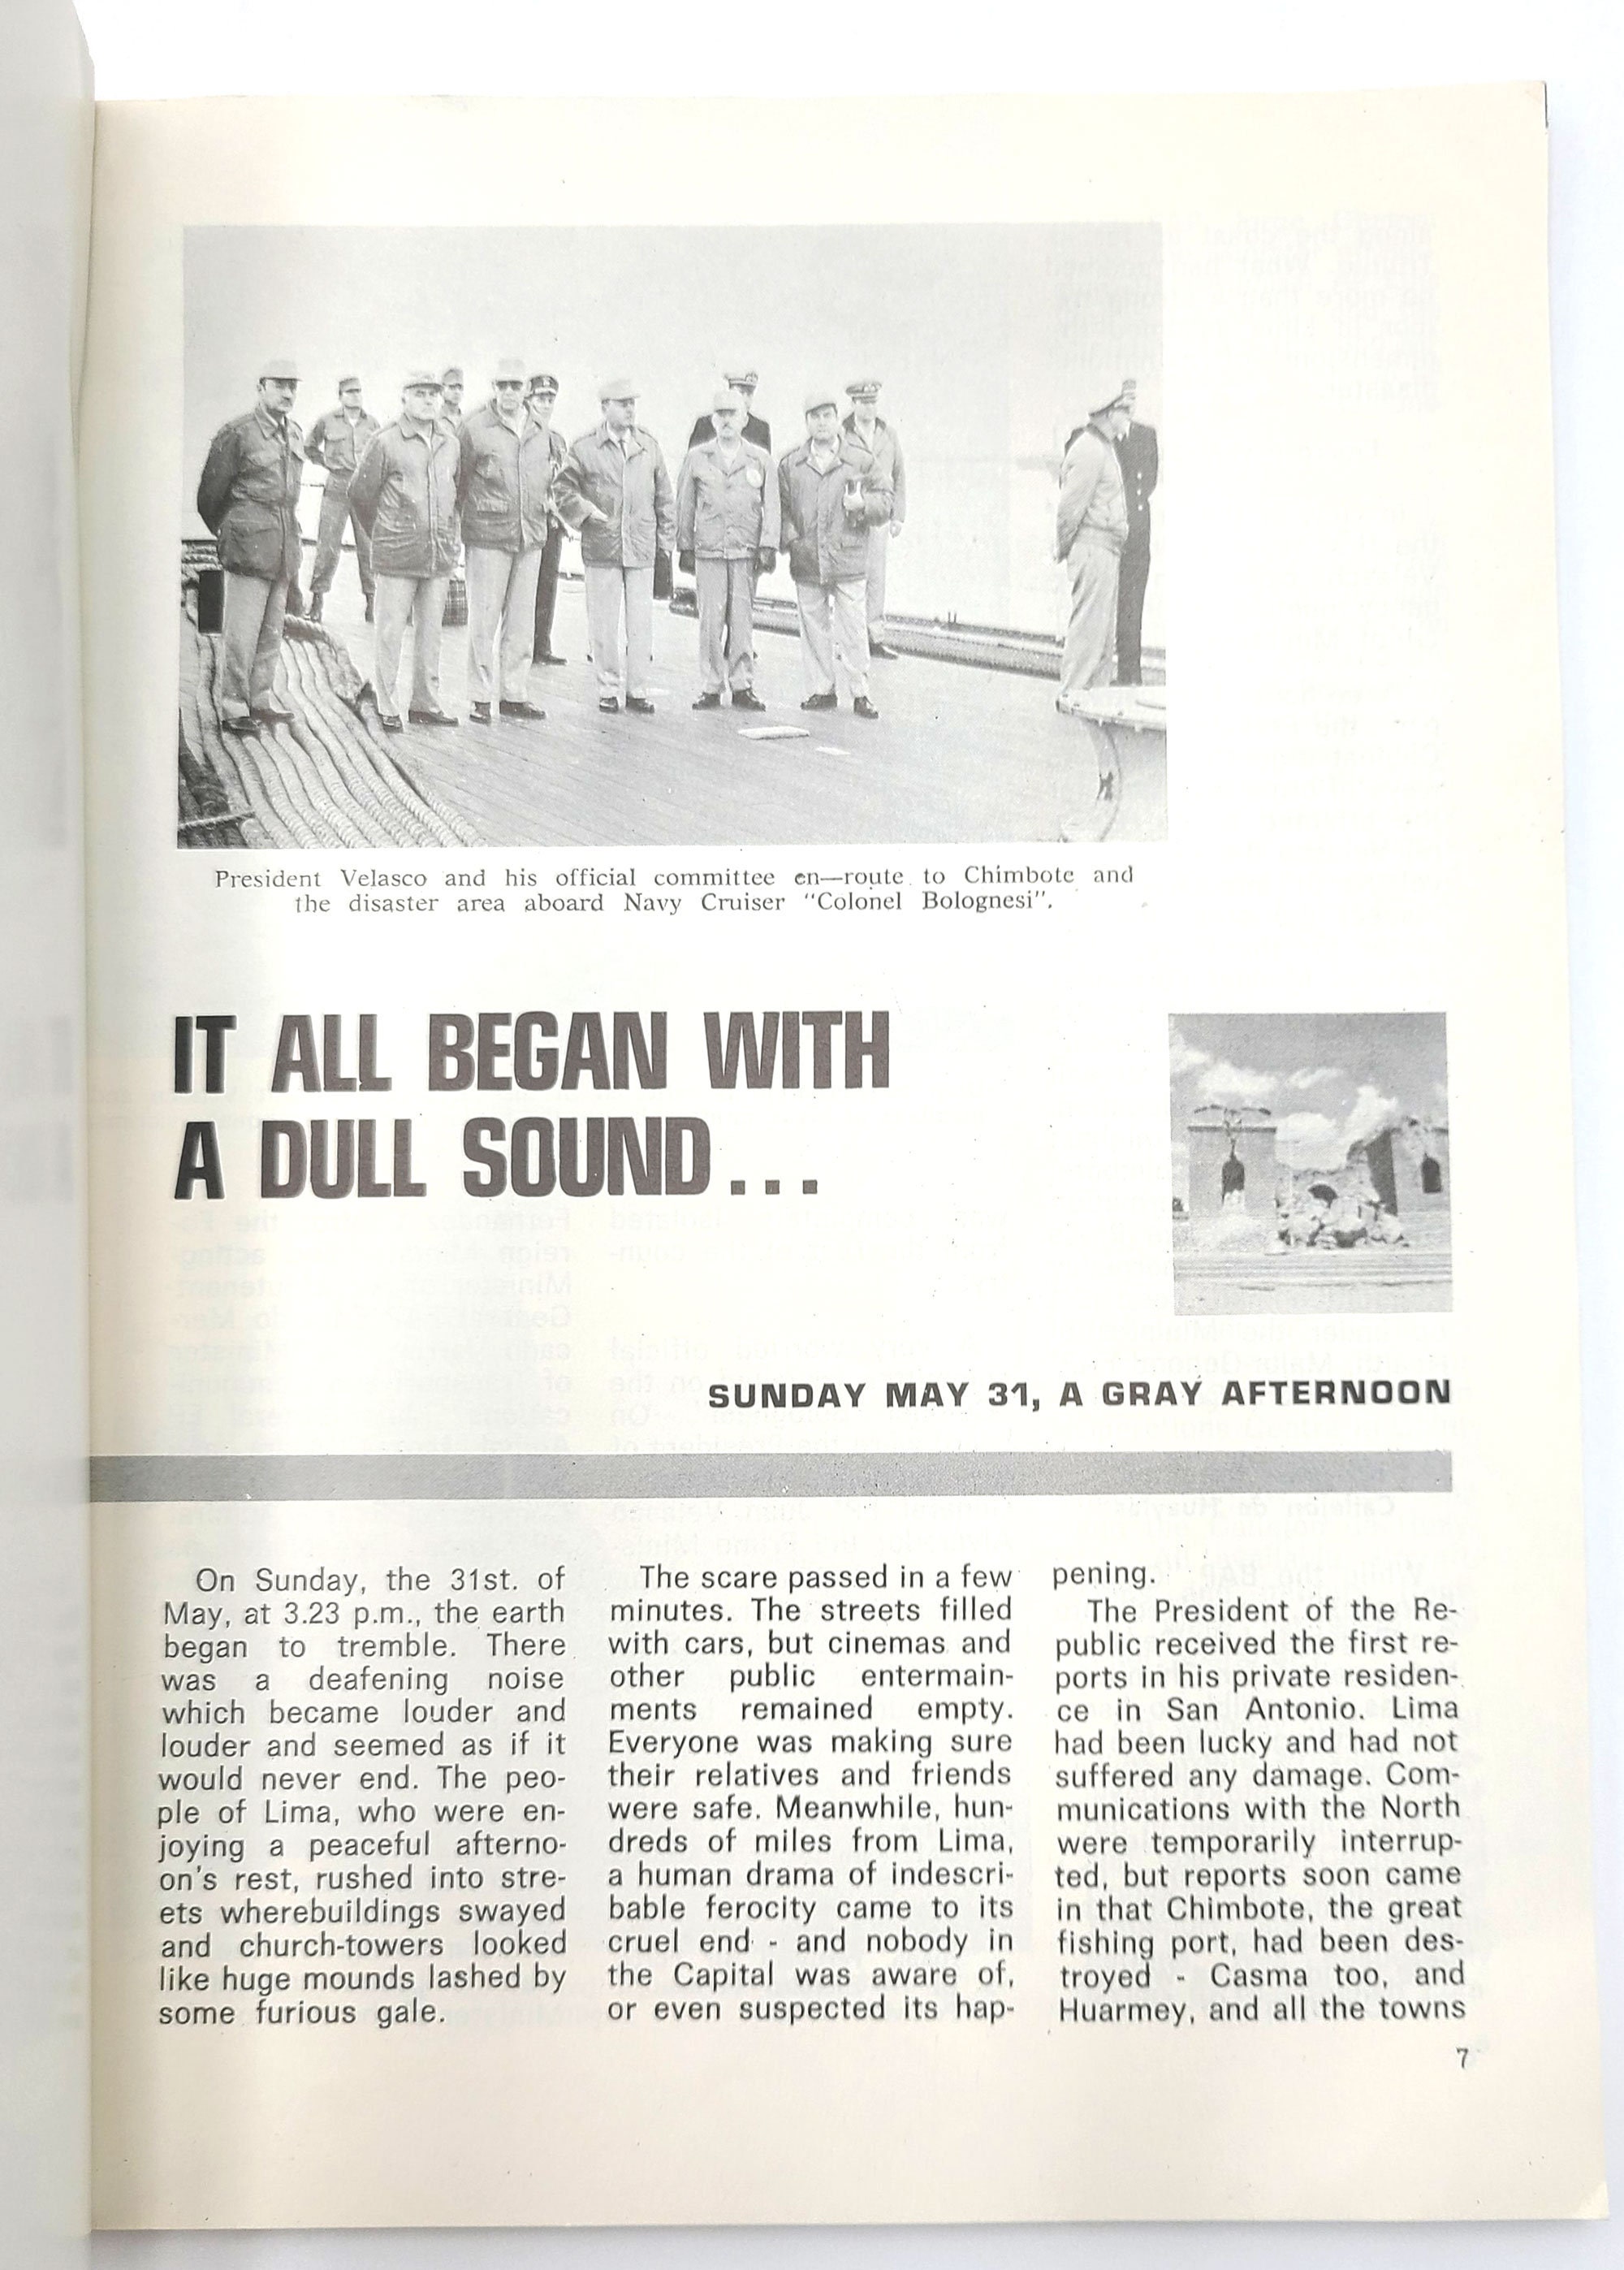 President Velasco and his official committee en—route to Chimbote and
the disaster area aboard Navy Cruiser "Colonel Bolognesi".
IT ALL BEGAN WITH
A DULL SOUND...
SUNDAY MAY 31, A GRAY AFTERNOON
On Sunday, the 31st. of
May, at 3.23 p.m., the earth
began to tremble. There
was a deafening noise
which became louder and
louder and seemed as if it
would never end. The peo-
ple of Lima, who were en-
joying a peaceful afterno-
on's rest, rushed into stre-
ets wherebuildings swayed
and church-towers looked
like huge mounds lashed by
some furious gale.
The scare passed in a few
minutes. The streets filled
with cars, but cinemas and
other public entermain-
ments remained empty.
Everyone was making sure
their relatives and friends
were safe. Meanwhile, hun-
dreds of miles from Lima,
a human drama of indescri-
bable ferocity came to its
cruel end - and nobody in
the Capital was aware of,
or even suspected its hap-
pening.
The President of the Re-
public received the first re-
ports in his private residen-
ce in San Antonio. Lima
had been lucky and had not
suffered any damage. Com-
munications with the North
were temporarily interrup-
ted, but reports soon came
in that Chimbote, the great
fishing port, had been des-
troyed - Casma too, and
Huarmey, and all the towns
7